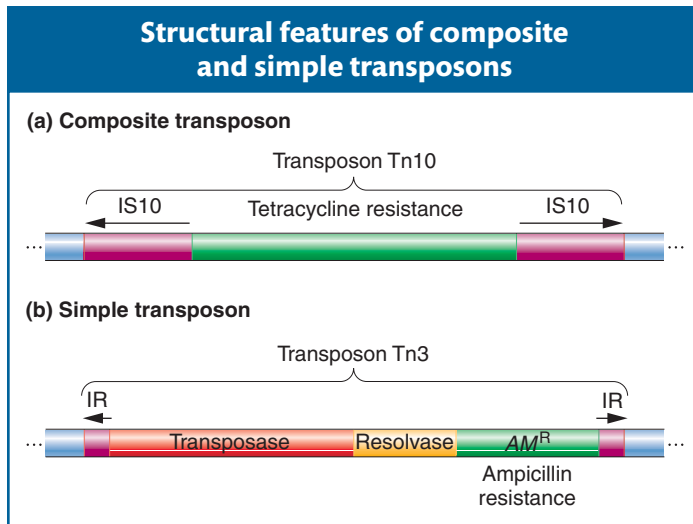 Structural features of composite
and simple transposons
(a) Composite transposon
Transposon Tn10
IS10 Tetracycline resistance IS10
... ...
(b) Simple transposon
Transposon Tn3
IR IR
... Transposase Resolvase AMᴿ ...
Ampicillin
resistance